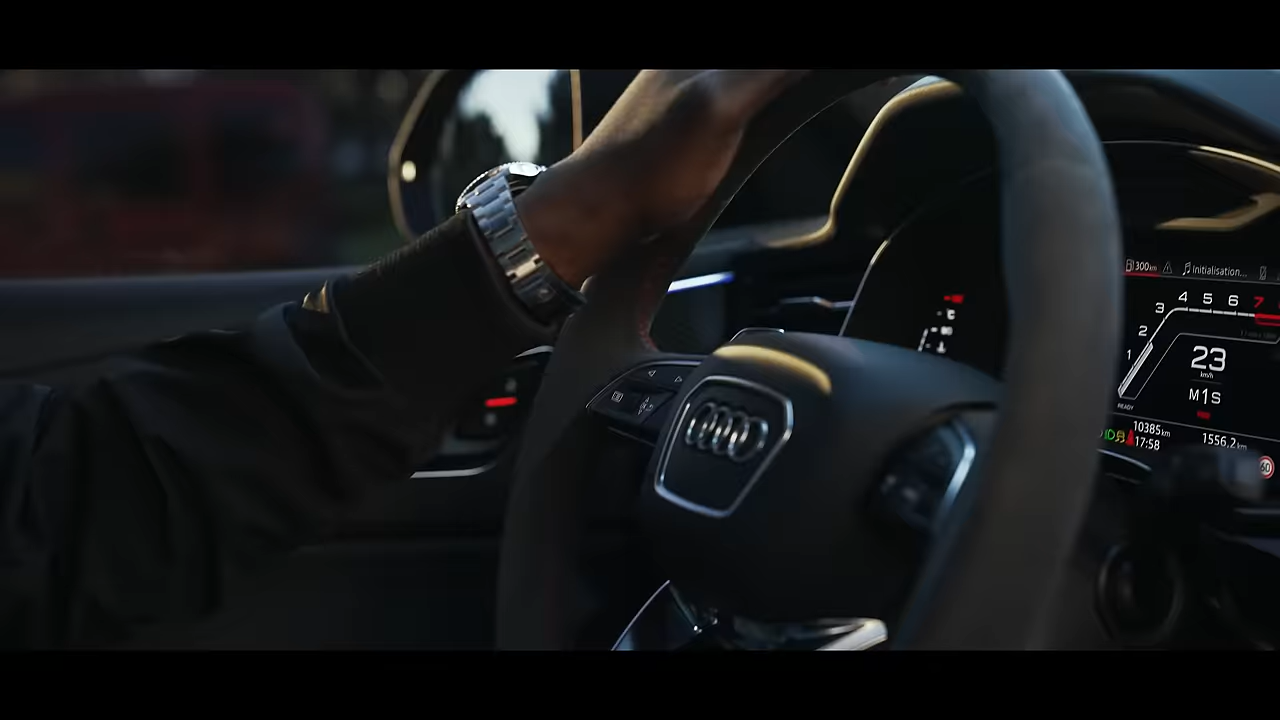 300km
Initialisation...
4 5 6 7
3
2
1
23
km/h
M1s
READY
10385km
17:58
1556.2km
60